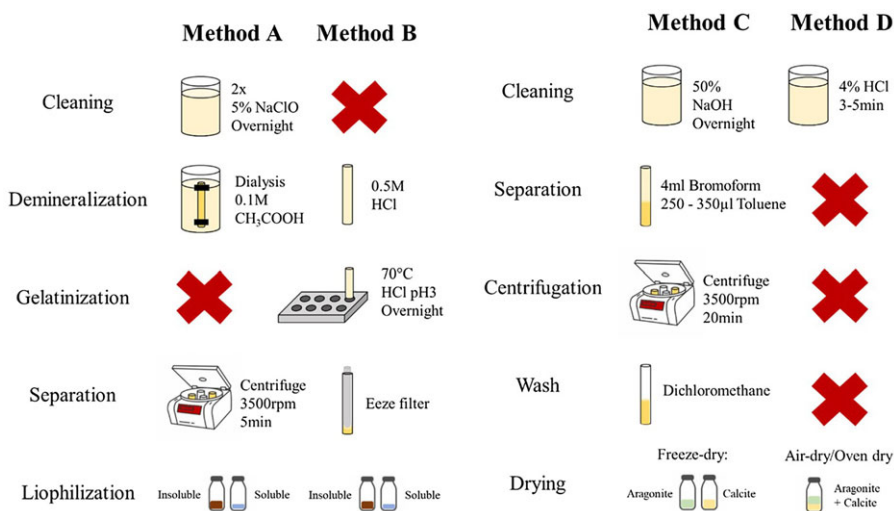 Method A
Method B
Cleaning
2x
5% NaClO
Overnight
Demineralization
Dialysis
0.1M
CH₃COOH
0.5M
HCl
Gelatinization
70°C
HCl pH3
Overnight
Separation
Centrifuge
3500rpm
5min
Eeze filter
Liophilization
Insoluble
Soluble
Insoluble
Soluble
Method C
Method D
Cleaning
50%
NaOH
Overnight
4% HCl
3-5min
Separation
4ml Bromoform
250 - 350µl Toluene
Centrifugation
Centrifuge
3500rpm
20min
Wash
Dichloromethane
Drying
Freeze-dry:
Aragonite
Calcite
Air-dry/Oven dry
Aragonite
+ Calcite